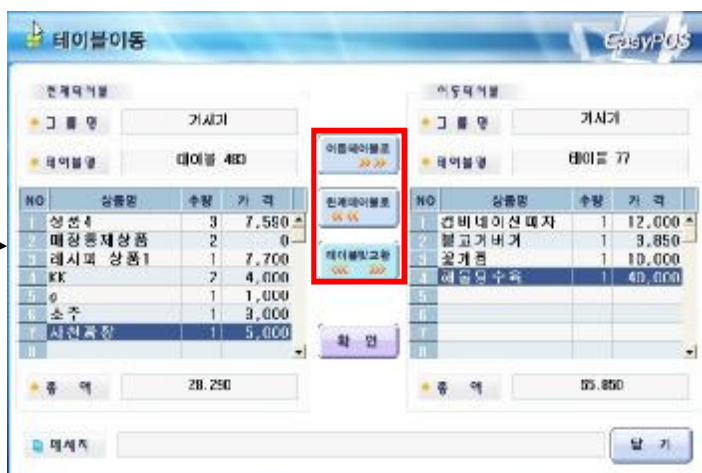 테이블이동
EasyPOS
현재테이블
그룹명 거시기
테이블명 테이블 480
NO 상품명 수량 가 격
1 상품4 3 7,590
2 매장통제상품 2 0
3 레시피 상품1 1 7,700
4 KK 2 4,000
5 o 1 1,000
6 소주 1 3,000
7 사천짜장 1 5,000
8
총 액 28,290
이동테이블로
현재테이블로
테이블맞교환
확 인
이동테이블
그룹명 거시기
테이블명 테이블 77
NO 상품명 수량 가 격
1 콤비네이션피자 1 12,000
2 불고기버거 1 3,850
3 꽃게찜 1 10,000
4 해물탕수육 1 40,000
5
6
7
8
총 액 65,850
메세지
닫 기